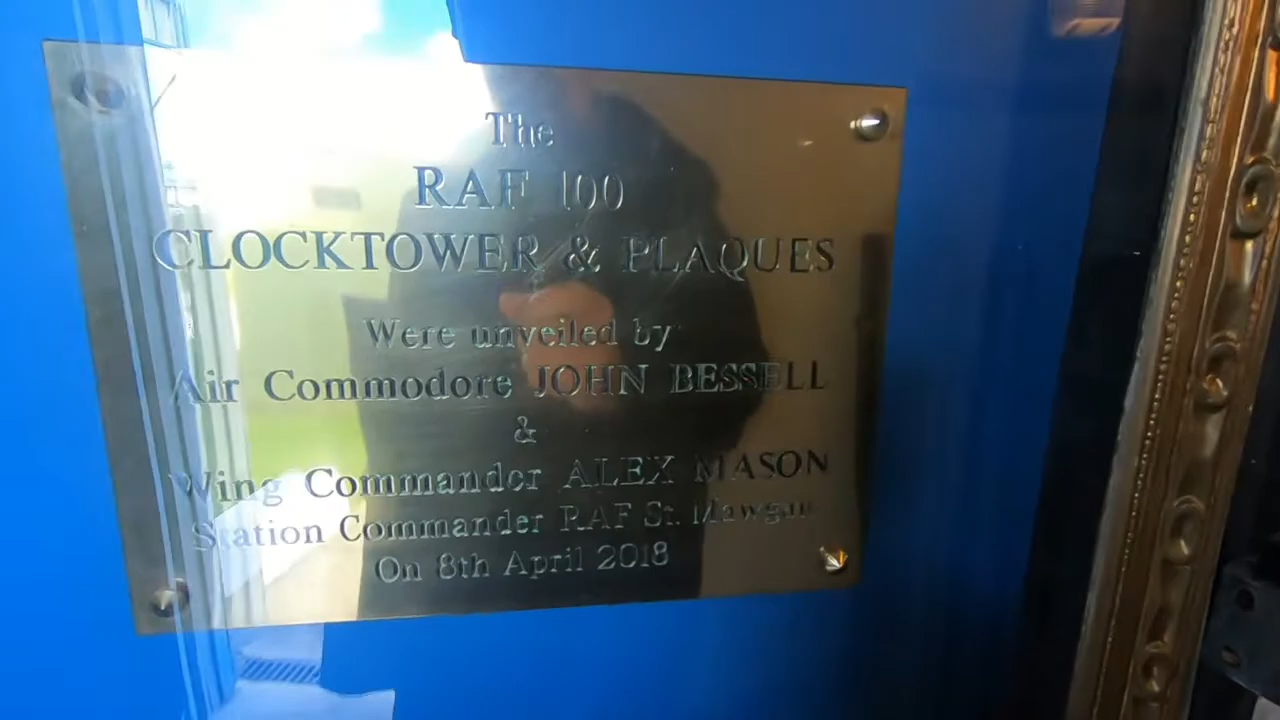 The
RAF 100
CLOCKTOWER & PLAQUES
Were unveiled by
Air Commodore JOHN BESSELL
&
Wing Commander ALEX MASON
Station Commander RAF St. Mawgan
On 8th April 2018